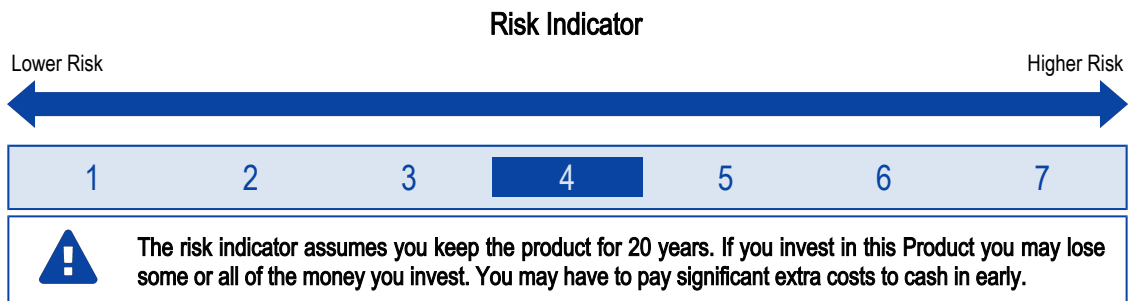 Risk Indicator
Lower Risk Higher Risk
1 2 3 4 5 6 7
The risk indicator assumes you keep the product for 20 years. If you invest in this Product you may lose
some or all of the money you invest. You may have to pay significant extra costs to cash in early.